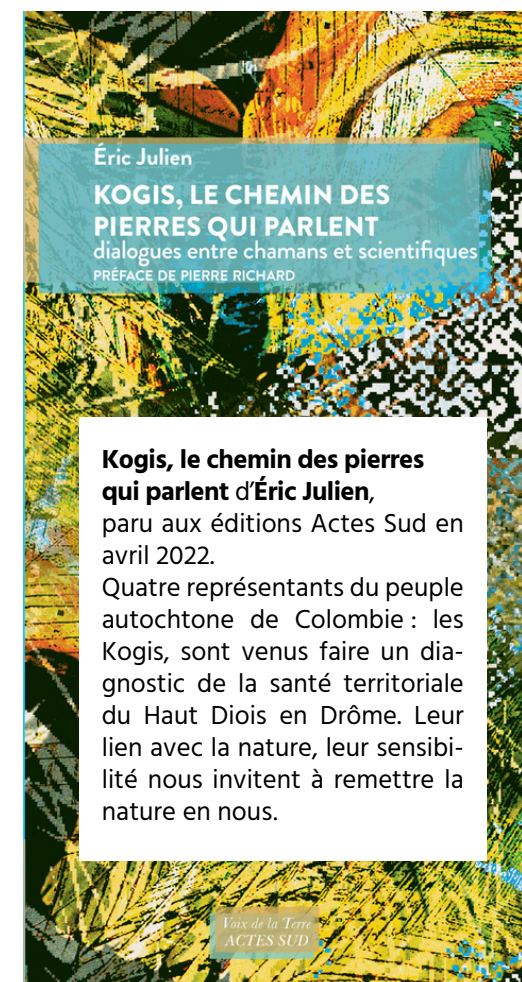 Éric Julien
KOGIS, LE CHEMIN DES
PIERRES QUI PARLENT
dialogues entre chamans et scientifiques
PRÉFACE DE PIERRE RICHARD
Kogis, le chemin des pierres
qui parlent d’Éric Julien,
paru aux éditions Actes Sud en
avril 2022.
Quatre représentants du peuple
autochtone de Colombie : les
Kogis, sont venus faire un dia-
gnostic de la santé territoriale
du Haut Diois en Drôme. Leur
lien avec la nature, leur sensibi-
lité nous invitent à remettre la
nature en nous.
Voix de la Terre
ACTES SUD